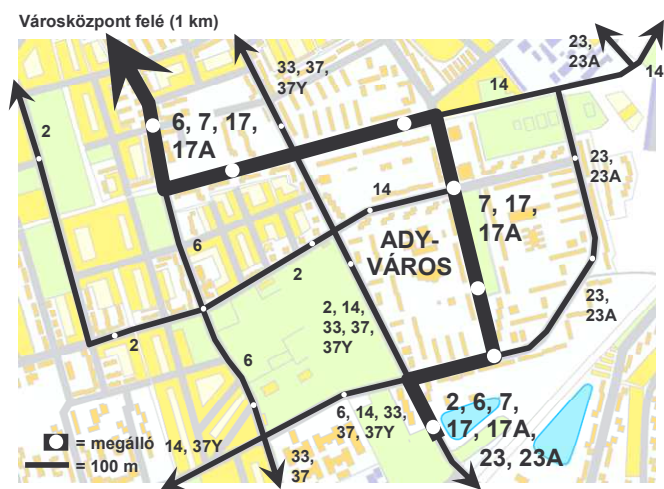 Városközpont felé (1 km)
23,
23A
33, 37,
37Y
14
14
2
6, 7, 17,
17A
23,
23A
14
7, 17,
17A
6
ADY-
VÁROS
2
2, 14,
33, 37,
37Y
23,
23A
2
6
6, 14, 33,
37, 37Y
2, 6, 7,
17, 17A,
23, 23A
= megálló
14, 37Y
33,
37
= 100 m